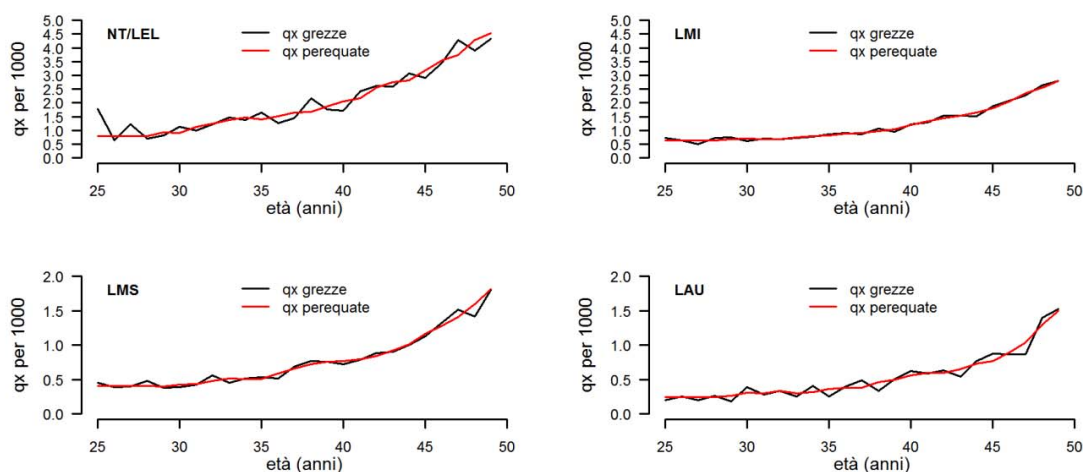 NT/LEL
qx grezze
qx perequate
qx per 1000
5.0
4.5
4.0
3.5
3.0
2.5
2.0
1.5
1.0
0.5
0.0
25 30 35 40 45 50
età (anni)
LMI
qx grezze
qx perequate
qx per 1000
5.0
4.5
4.0
3.5
3.0
2.5
2.0
1.5
1.0
0.5
0.0
25 30 35 40 45 50
età (anni)
LMS
qx grezze
qx perequate
qx per 1000
2.0
1.5
1.0
0.5
0.0
25 30 35 40 45 50
età (anni)
LAU
qx grezze
qx perequate
qx per 1000
2.0
1.5
1.0
0.5
0.0
25 30 35 40 45 50
età (anni)